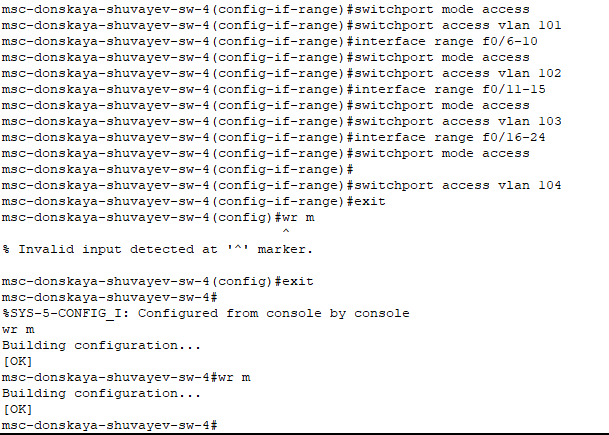 msc-donskaya-shuvayev-sw-4(config-if-range)#switchport mode access
msc-donskaya-shuvayev-sw-4(config-if-range)#switchport access vlan 101
msc-donskaya-shuvayev-sw-4(config-if-range)#interface range f0/6-10
msc-donskaya-shuvayev-sw-4(config-if-range)#switchport mode access
msc-donskaya-shuvayev-sw-4(config-if-range)#switchport access vlan 102
msc-donskaya-shuvayev-sw-4(config-if-range)#interface range f0/11-15
msc-donskaya-shuvayev-sw-4(config-if-range)#switchport mode access
msc-donskaya-shuvayev-sw-4(config-if-range)#switchport access vlan 103
msc-donskaya-shuvayev-sw-4(config-if-range)#interface range f0/16-24
msc-donskaya-shuvayev-sw-4(config-if-range)#switchport mode access
msc-donskaya-shuvayev-sw-4(config-if-range)#
msc-donskaya-shuvayev-sw-4(config-if-range)#switchport access vlan 104
msc-donskaya-shuvayev-sw-4(config-if-range)#exit
msc-donskaya-shuvayev-sw-4(config)#wr m
^
% Invalid input detected at '^' marker.
msc-donskaya-shuvayev-sw-4(config)#exit
msc-donskaya-shuvayev-sw-4#
%SYS-5-CONFIG_I: Configured from console by console
wr m
Building configuration...
[OK]
msc-donskaya-shuvayev-sw-4#wr m
Building configuration...
[OK]
msc-donskaya-shuvayev-sw-4#